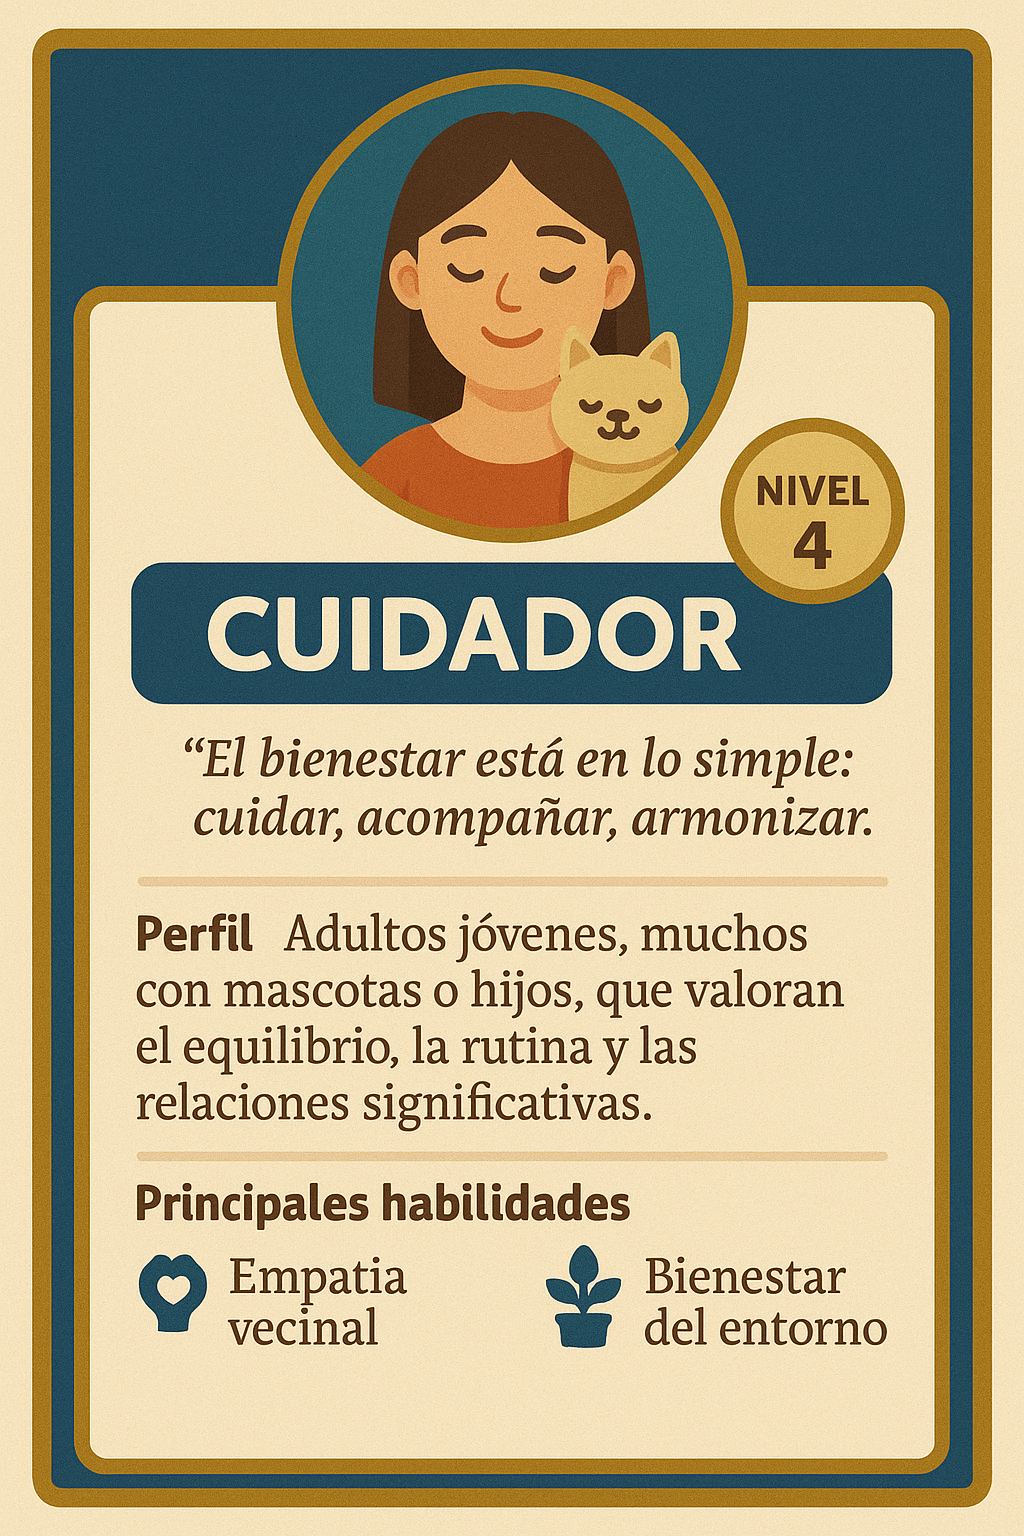 NIVEL
4
CUIDADOR
“El bienestar está en lo simple:
cuidar, acompañar, armonizar.
Perfil Adultos jóvenes, muchos
con mascotas o hijos, que valoran
el equilibrio, la rutina y las
relaciones significativas.
Principales habilidades
Empatia
vecinal
Bienestar
del entorno